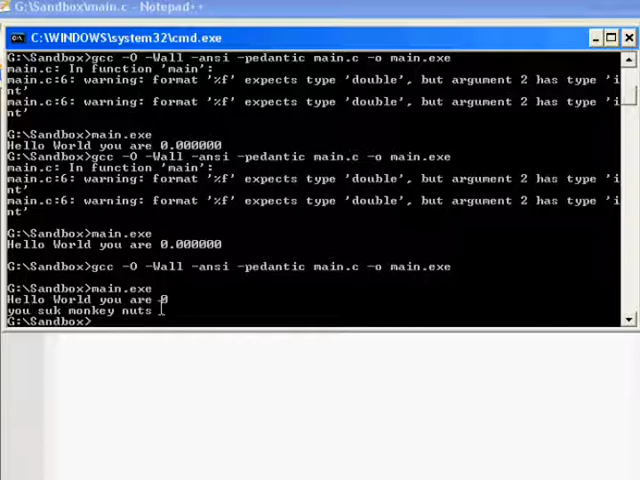 G:\Sandbox\main.c - Notepad++
C:\WINDOWS\system32\cmd.exe
G:\Sandbox>gcc -O -Wall -ansi -pedantic main.c -o main.exe
main.c: In function 'main':
main.c:6: warning: format '%f' expects type 'double', but argument 2 has type 'i
nt'
main.c:6: warning: format '%f' expects type 'double', but argument 2 has type 'i
nt'
G:\Sandbox>main.exe
Hello World you are 0.000000
G:\Sandbox>gcc -O -Wall -ansi -pedantic main.c -o main.exe
main.c: In function 'main':
main.c:6: warning: format '%f' expects type 'double', but argument 2 has type 'i
nt'
main.c:6: warning: format '%f' expects type 'double', but argument 2 has type 'i
nt'
G:\Sandbox>main.exe
Hello World you are 0.000000
G:\Sandbox>gcc -O -Wall -ansi -pedantic main.c -o main.exe
G:\Sandbox>main.exe
Hello World you are 0
you suk monkey nuts
G:\Sandbox>